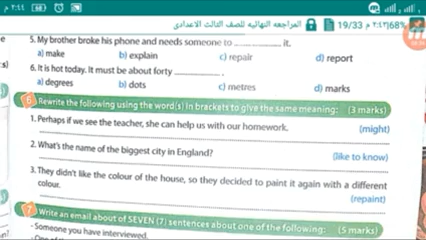 19/33
المراجعه النهائيه للصف الثالث الاعدادى
5. My brother broke his phone and needs someone to ________ it.
a) make b) explain c) repair d) report
6. It is hot today. It must be about forty ________.
a) degrees b) dots c) metres d) marks
6 Rewrite the following using the word(s) in brackets to give the same meaning: (3 marks)
1. Perhaps if we see the teacher, she can help us with our homework. (might)
2. What's the name of the biggest city in England? (like to know)
3. They didn't like the colour of the house, so they decided to paint it again with a different
colour. (repaint)
7 Write an email about of SEVEN (7) sentences about one of the following: (5 marks)
- Someone you have interviewed.